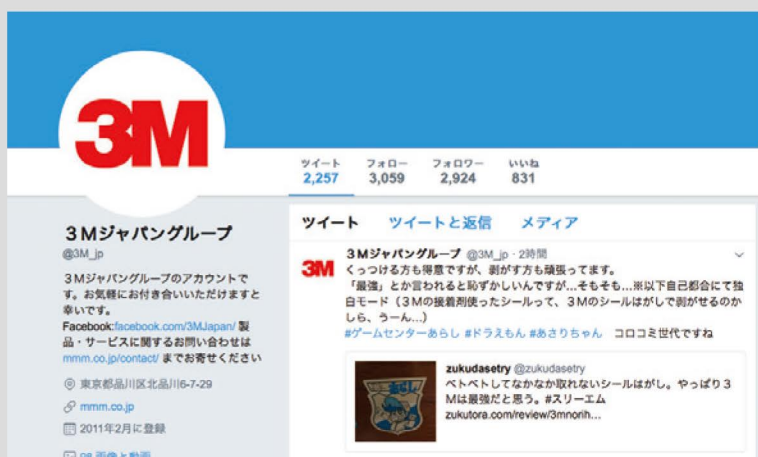 3M
ツイート フォロー フォロワー いいね
2,257 3,059 2,924 831
3Mジャパングループ
@3M_jp
3Mジャパングループのアカウントで
す。お気軽にお付き合いいただけますと
幸いです。
Facebook:facebook.com/3MJapan/ 製
品・サービスに関するお問い合わせは
mmm.co.jp/contact/ までお寄せください
東京都品川区北品川6-7-29
mmm.co.jp
2011年2月に登録
ツイート ツイートと返信 メディア
3M
3Mジャパングループ @3M_jp · 2時間
くっつける方も得意ですが、剥がす方も頑張ってます。
「最強」とか言われると恥ずかしいんですが...そもそも...※以下自己都合にて独
白モード(3Mの接着剤使ったシールって、3Mのシールはがしで剥がせるのか
しら、うーん...)
#ゲームセンターあらし #ドラえもん #あさりちゃん コロコミ世代ですね
zukudasetry @zukudasetry
ベトベトしてなかなか取れないシールはがし。やっぱり3
Mは最強だと思う。#スリーエム
zukutora.com/review/3mnorih...